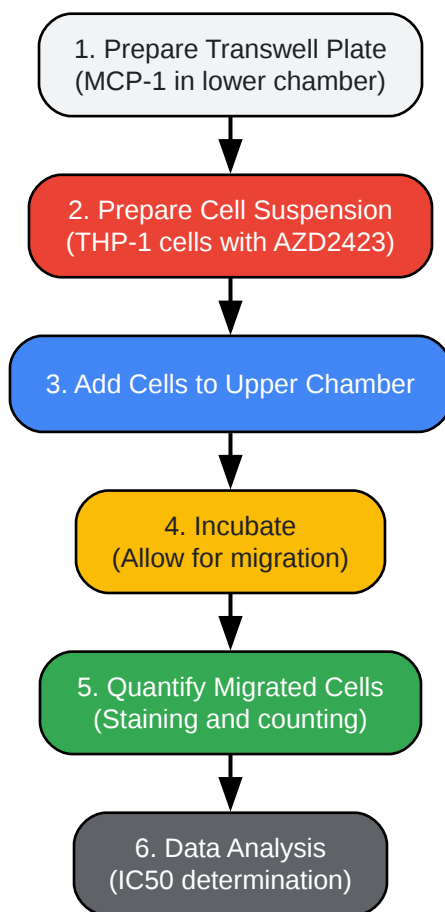 1. Prepare Transwell Plate
(MCP-1 in lower chamber)
2. Prepare Cell Suspension
(THP-1 cells with AZD2423)
3. Add Cells to Upper Chamber
4. Incubate
(Allow for migration)
5. Quantify Migrated Cells
(Staining and counting)
6. Data Analysis
(IC50 determination)